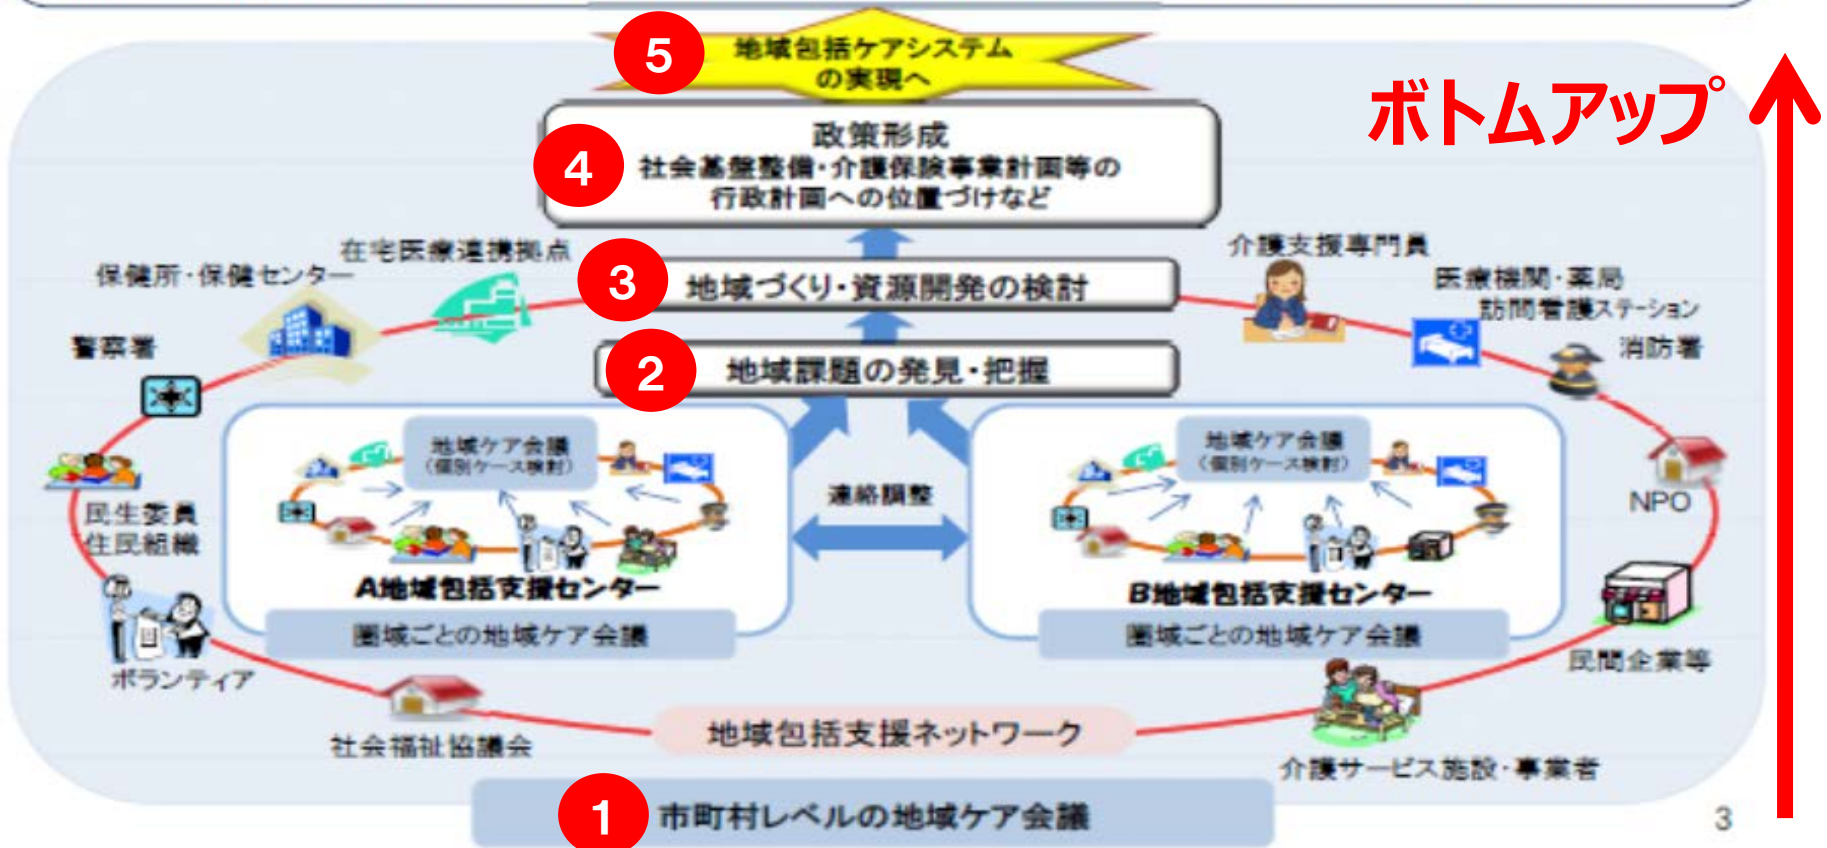 5
地域包括ケアシステム
の実現へ
ボトムアップ
4
政策形成
社会基盤整備・介護保険事業計画等の
行政計画への位置づけなど
在宅医療連携拠点
保健所・保健センター
警察署
3
地域づくり・資源開発の検討
介護支援専門員
医療機関・薬局
訪問看護ステーション
消防署
2
地域課題の発見・把握
地域ケア会議
(個別ケース検討)
A地域包括支援センター
圏域ごとの地域ケア会議
連絡調整
地域ケア会議
(個別ケース検討)
B地域包括支援センター
圏域ごとの地域ケア会議
民生委員
住民組織
ボランティア
社会福祉協議会
地域包括支援ネットワーク
NPO
民間企業等
介護サービス施設・事業者
1
市町村レベルの地域ケア会議
3